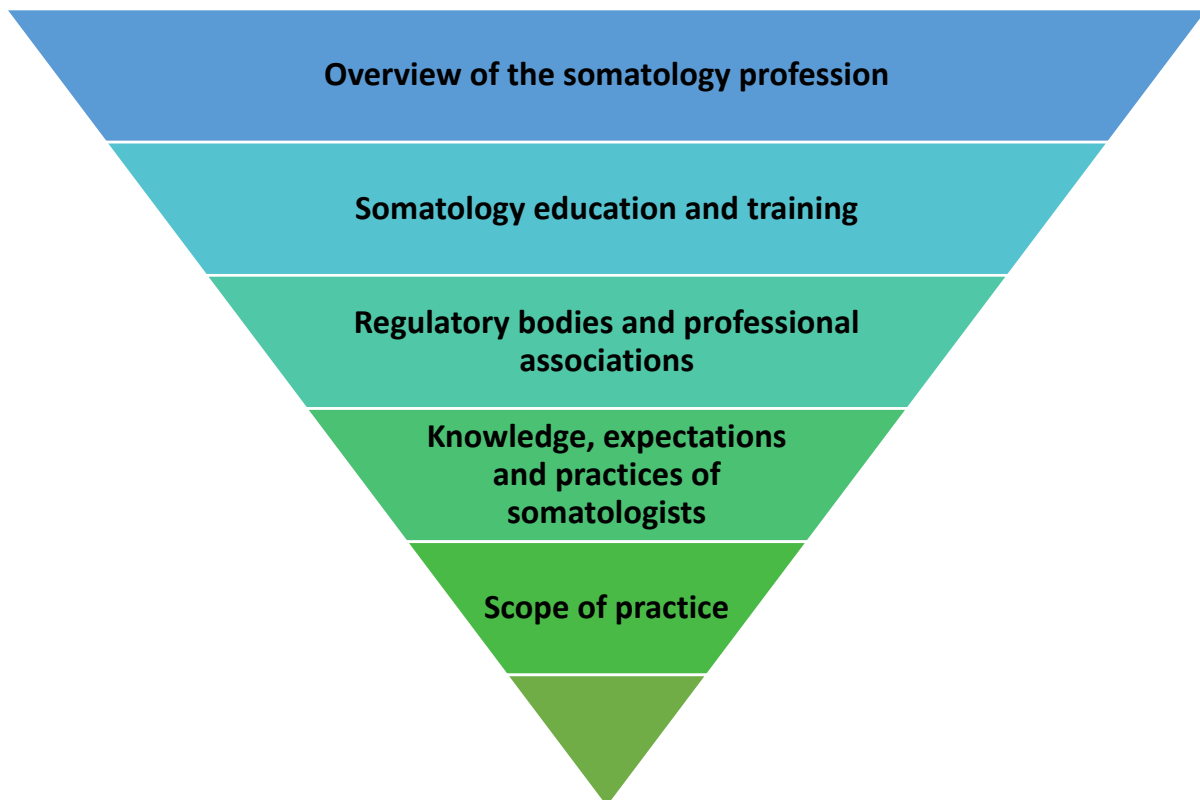 Overview of the somatology profession
Somatology education and training
Regulatory bodies and professional
associations
Knowledge, expectations
and practices of
somatologists
Scope of practice